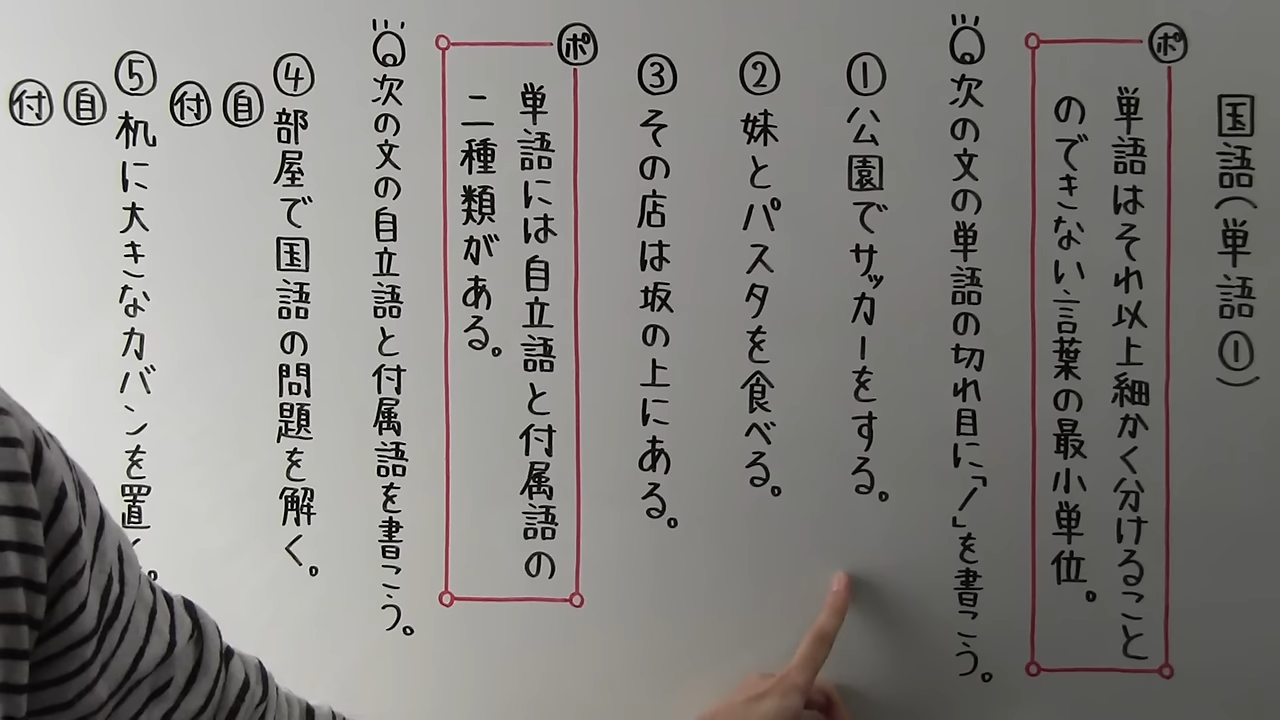 国語(単語①)
ポ
単語はそれ以上細かく分けること
のできない言葉の最小単位。
次の文の単語の切れ目に「/」を書こう。
①公園でサッカーをする。
②妹とパスタを食べる。
③その店は坂の上にある。
ポ
単語には自立語と付属語の
二種類がある。
次の文の自立語と付属語を書こう。
④部屋で国語の問題を解く。
自
付
⑤机に大きなカバンを置く。
自
付